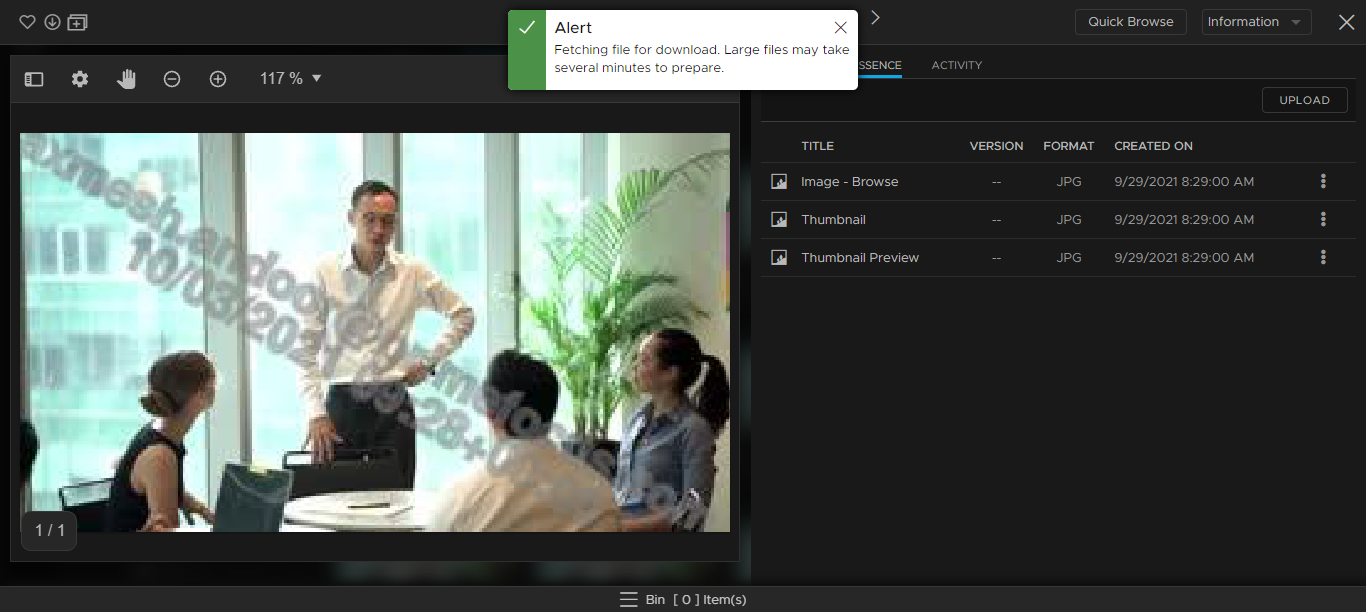 Alert
Fetching file for download. Large files may take
several minutes to prepare.
Quick Browse
Information
117 %
SSENCE
ACTIVITY
UPLOAD
TITLE VERSION FORMAT CREATED ON
Image - Browse -- JPG 9/29/2021 8:29:00 AM
Thumbnail -- JPG 9/29/2021 8:29:00 AM
Thumbnail Preview -- JPG 9/29/2021 8:29:00 AM
1 / 1
Bin [ 0 ] Item(s)